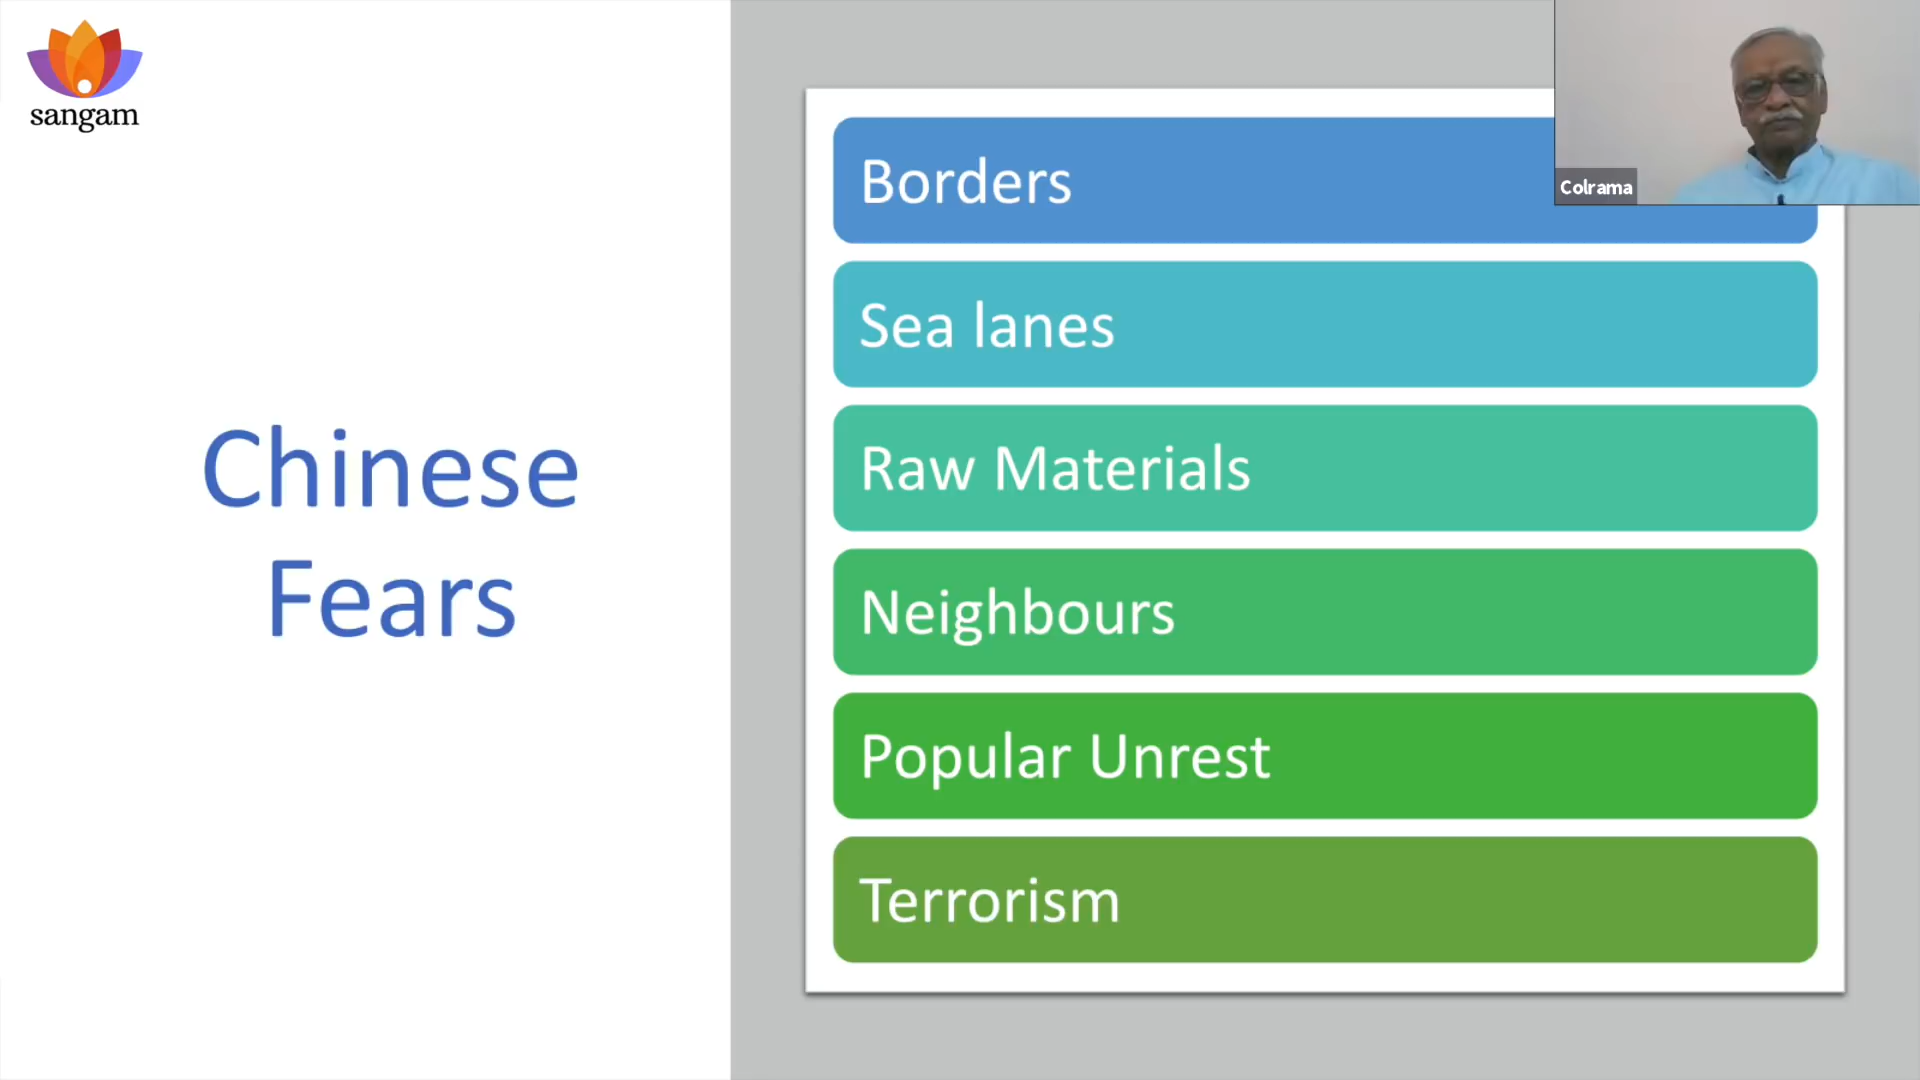 sangam
Chinese
Fears
Borders
Sea lanes
Raw Materials
Neighbours
Popular Unrest
Terrorism
Colrama